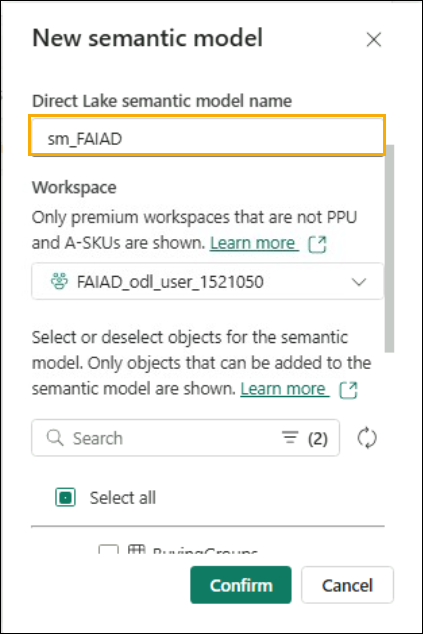 New semantic model
Direct Lake semantic model name
sm_FAIAD
Workspace
Only premium workspaces that are not PPU
and A-SKUs are shown. Learn more
FAIAD_odl_user_1521050
Select or deselect objects for the semantic
model. Only objects that can be added to the
semantic model are shown. Learn more
Search (2)
Select all
BuyingGroups
Confirm Cancel